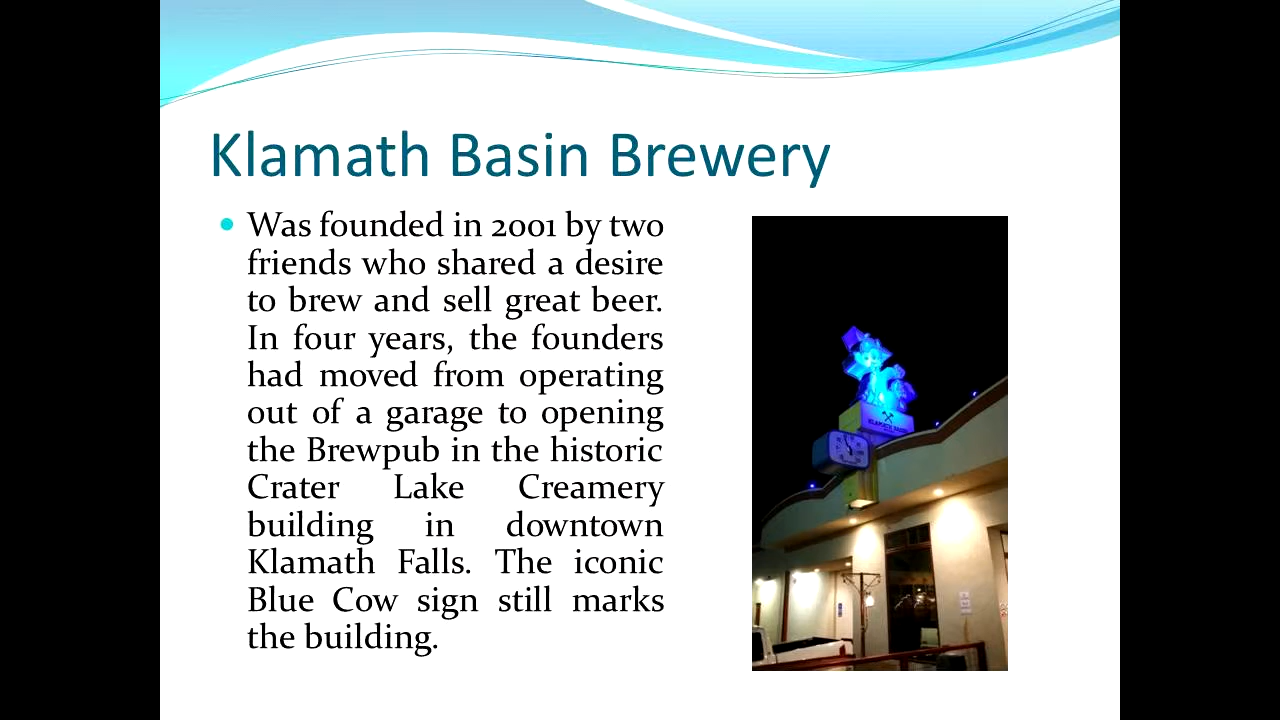 Klamath Basin Brewery
Was founded in 2001 by two
friends who shared a desire
to brew and sell great beer.
In four years, the founders
had moved from operating
out of a garage to opening
the Brewpub in the historic
Crater Lake Creamery
building in downtown
Klamath Falls. The iconic
Blue Cow sign still marks
the building.
KLAMATH BASIN